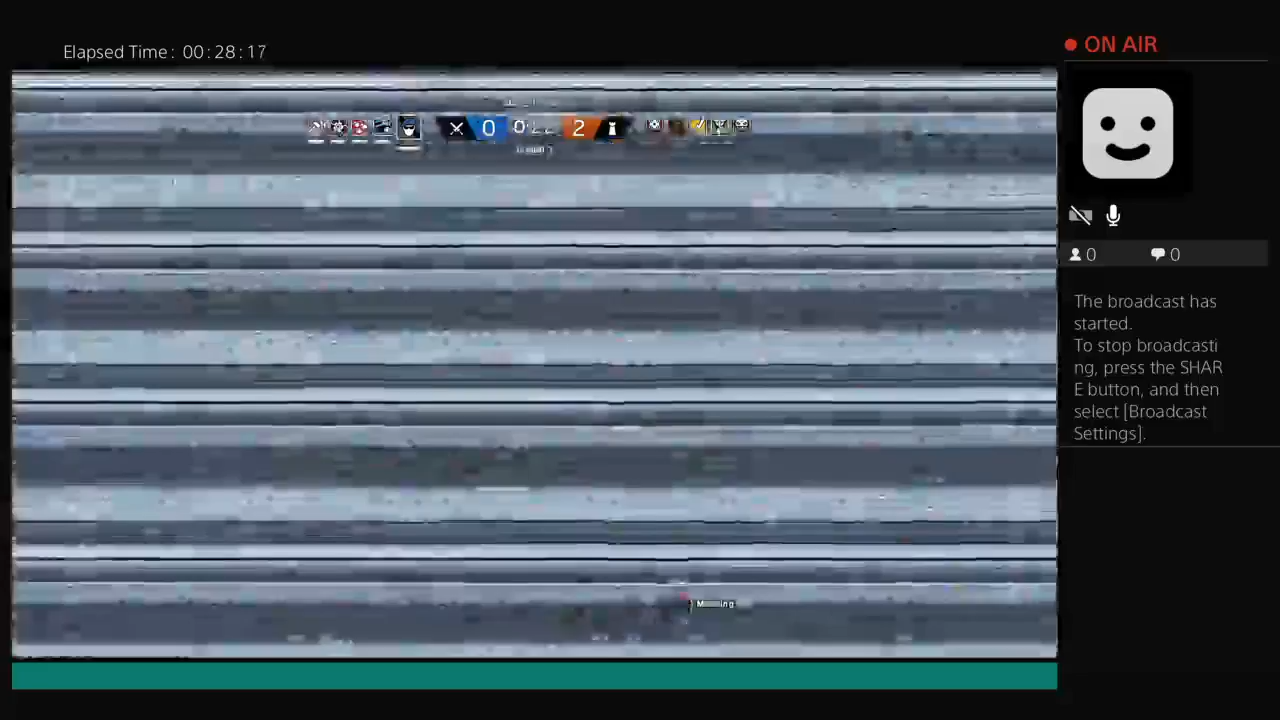 Elapsed Time: 00:28:17
ON AIR
0 2
0 0
The broadcast has
started.
To stop broadcasti
ng, press the SHAR
E button, and then
select [Broadcast
Settings].